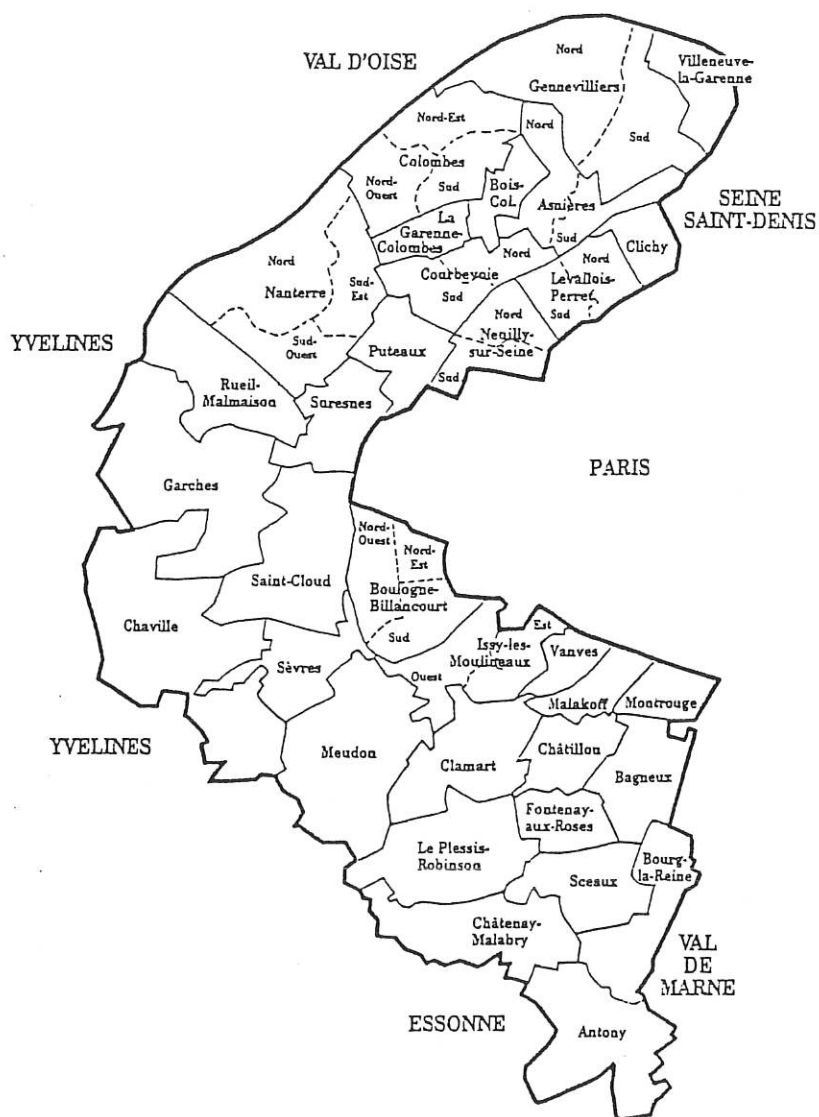 Nord
Villeneuve-
la-Garenne
VAL D'OISE
Gennevilliers
Nord-Est
Nord
Sud
Colombes
Nord-
Ouest
Sud
Bois-
Col.
Asnières
SEINE
SAINT-DENIS
La
Garenne-
Colombes
Sud
Clichy
Nord
Nord
Nord
Courbevoie
Levallois-
Perret
Nanterre
Sud-
Est
Sud
Sud
Nord
Neuilly-
sur-Seine
YVELINES
Sud-
Ouest
Puteaux
Sud
Rueil-
Malmaison
Suresnes
PARIS
Garches
Nord-
Ouest
Nord-
Est
Saint-Cloud
Boulogne-
Billancourt
Chaville
Sud
Est
Issy-les-
Moulineaux
Vanves
Sèvres
Ouest
Malakoff
Montrouge
YVELINES
Meudon
Clamart
Châtillon
Bagneux
Fontenay-
aux-Roses
Le Plessis-
Robinson
Bourg-
la-Reine
Sceaux
Châtenay-
Malabry
VAL
DE
MARNE
ESSONNE
Antony